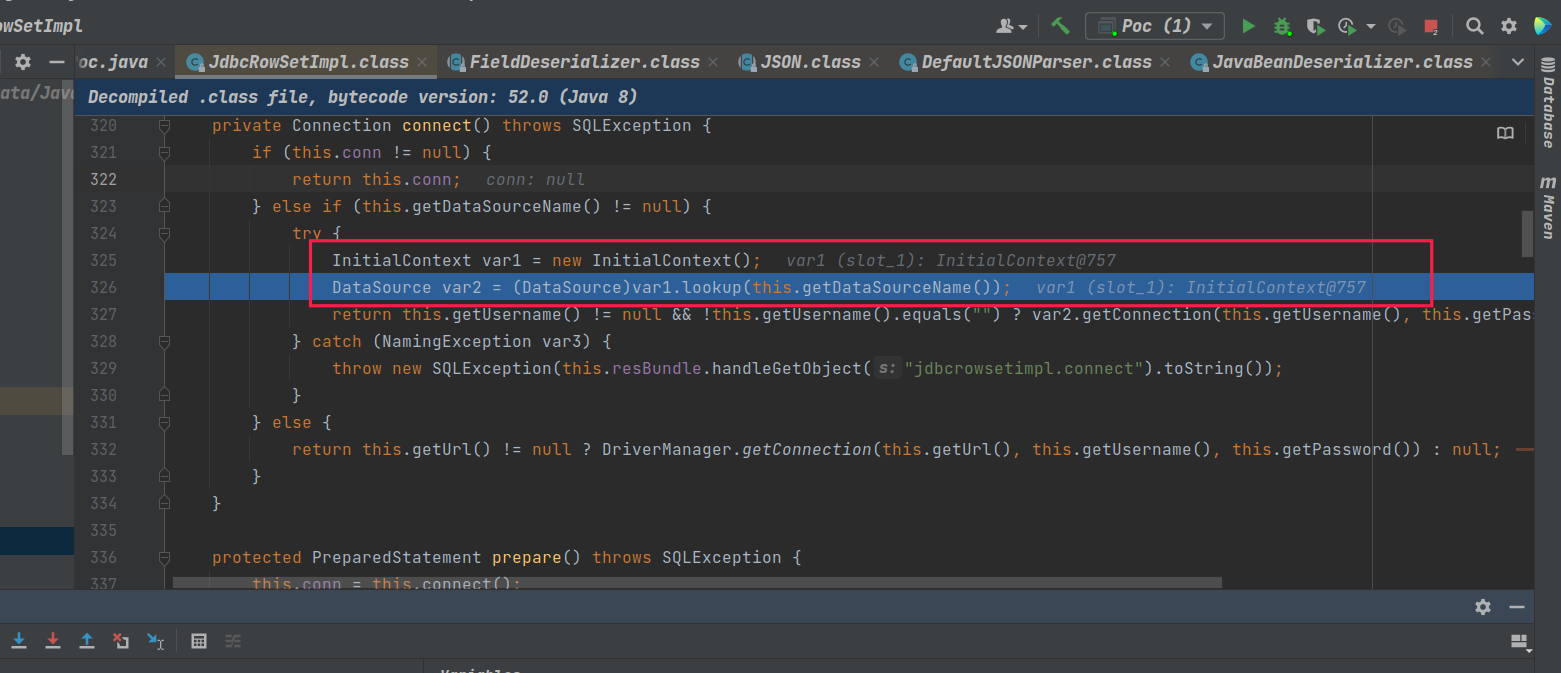 owSetImpl
Poc (1)
oc.java JdbcRowSetImpl.class FieldDeserializer.class JSON.class DefaultJSONParser.class JavaBeanDeserializer.class
ata/Java
Decompiled .class file, bytecode version: 52.0 (Java 8)
320 private Connection connect() throws SQLException {
321 if (this.conn != null) {
322 return this.conn; conn: null
323 } else if (this.getDataSourceName() != null) {
324 try {
325 InitialContext var1 = new InitialContext(); var1 (slot_1): InitialContext@757
326 DataSource var2 = (DataSource)var1.lookup(this.getDataSourceName()); var1 (slot_1): InitialContext@757
327 return this.getUsername() != null && !this.getUsername().equals("") ? var2.getConnection(this.getUsername(), this.getPas
328 } catch (NamingException var3) {
329 throw new SQLException(this.resBundle.handleGetObject( s: "jdbcrowsetimpl.connect").toString());
330 }
331 } else {
332 return this.getUrl() != null ? DriverManager.getConnection(this.getUrl(), this.getUsername(), this.getPassword()) : null;
333 }
334 }
335
336 protected PreparedStatement prepare() throws SQLException {
337 this.conn = this.connect();
Database
m Maven
Variables